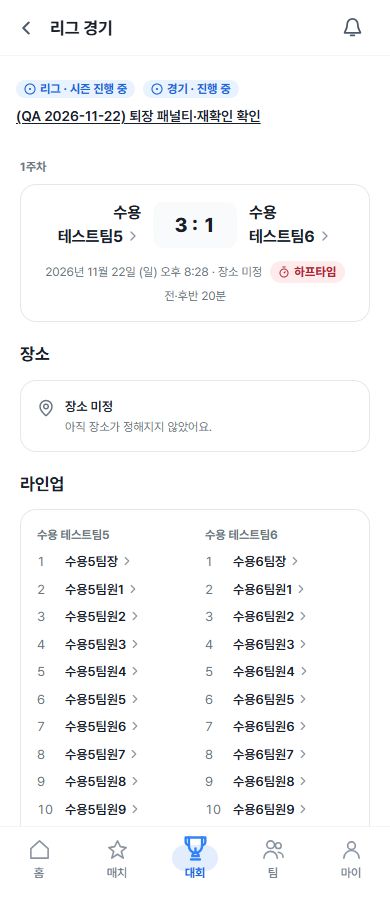 리그 경기
리그 · 시즌 진행 중 경기 · 진행 중
(QA 2026-11-22) 퇴장 패널티·재확인 확인
1주차
수용 테스트팀5 3 : 1 수용 테스트팀6
2026년 11월 22일 (일) 오후 8:28 · 장소 미정 하프타임
전·후반 20분
장소
장소 미정
아직 장소가 정해지지 않았어요.
라인업
수용 테스트팀5 수용 테스트팀6
1 수용5팀장 1 수용6팀장
2 수용5팀원1 2 수용6팀원1
3 수용5팀원2 3 수용6팀원2
4 수용5팀원3 4 수용6팀원3
5 수용5팀원4 5 수용6팀원4
6 수용5팀원5 6 수용6팀원5
7 수용5팀원6 7 수용6팀원6
8 수용5팀원7 8 수용6팀원7
9 수용5팀원8 9 수용6팀원8
10 수용5팀원9 10 수용6팀원9
홈 매치 대회 팀 마이